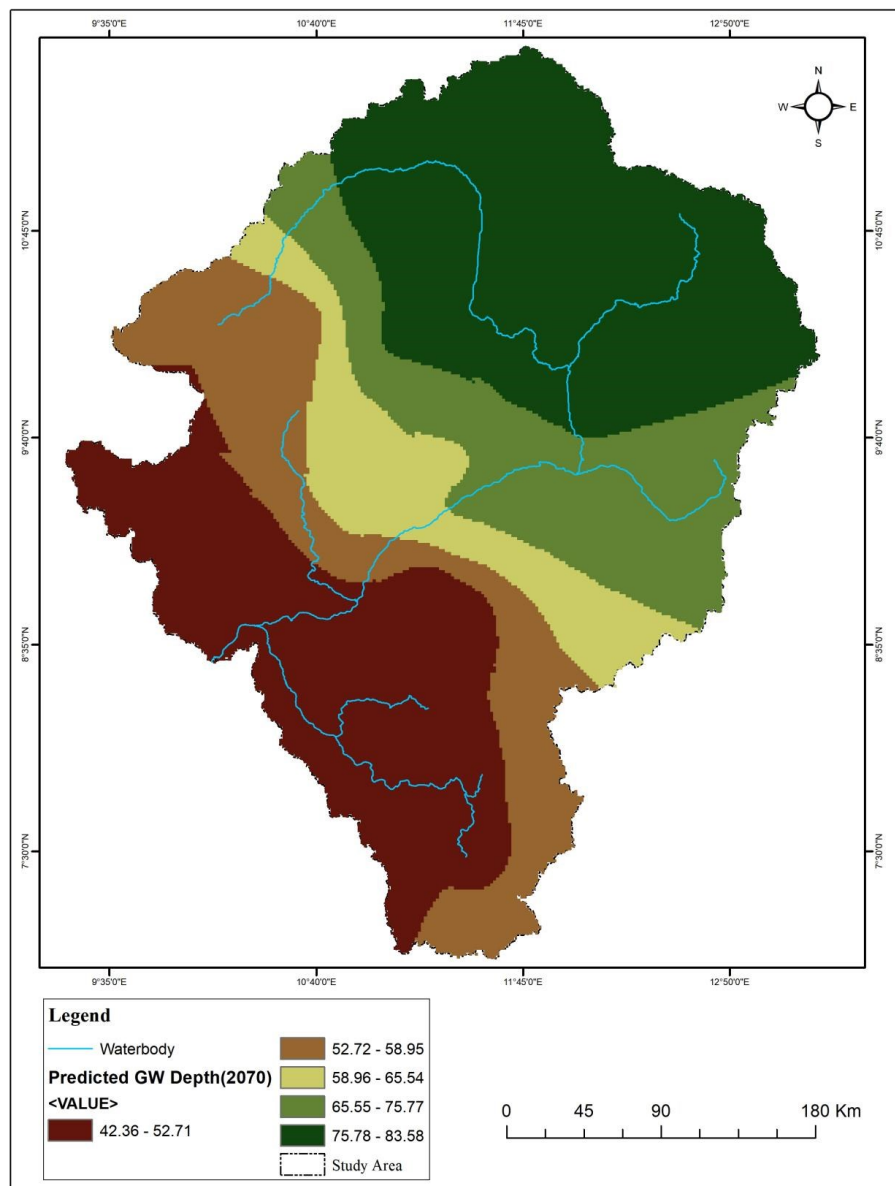 9°35'0"E 10°40'0"E 11°45'0"E 12°50'0"E
N
W E
S
10°45'0"N 10°45'0"N
9°40'0"N 9°40'0"N
8°35'0"N 8°35'0"N
7°30'0"N 7°30'0"N
9°35'0"E 10°40'0"E 11°45'0"E 12°50'0"E
Legend
Waterbody
Predicted GW Depth(2070)
<VALUE>
42.36 - 52.71
52.72 - 58.95
58.96 - 65.54
65.55 - 75.77
75.78 - 83.58
Study Area
0 45 90 180 Km